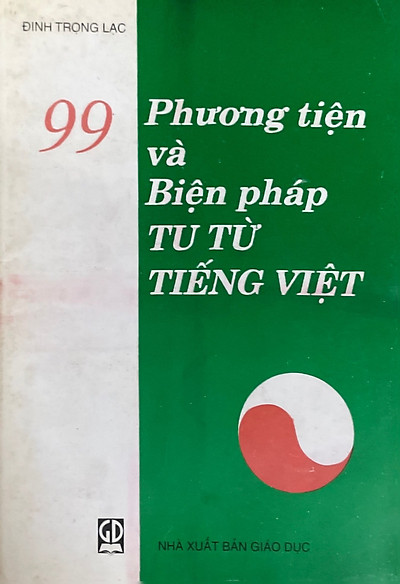 ĐINH TRỌNG LẠC
99 Phương tiện
và
Biện pháp
TU TỪ
TIẾNG VIỆT
GD
NHÀ XUẤT BẢN GIÁO DỤC